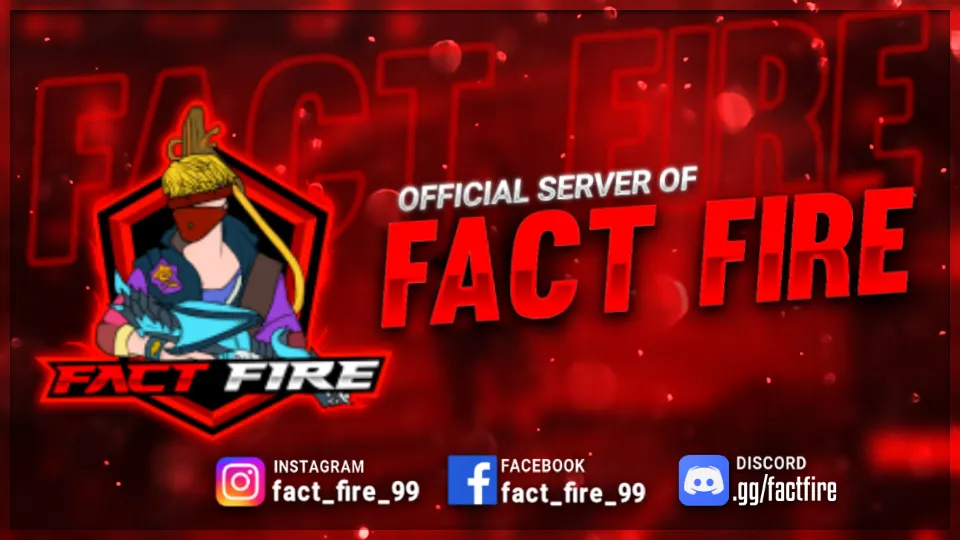 FACT FIRE
OFFICIAL SERVER OF
FACT FIRE
FACT FIRE
INSTAGRAM
fact_fire_99
FACEBOOK
fact_fire_99
DISCORD
.gg/factfire